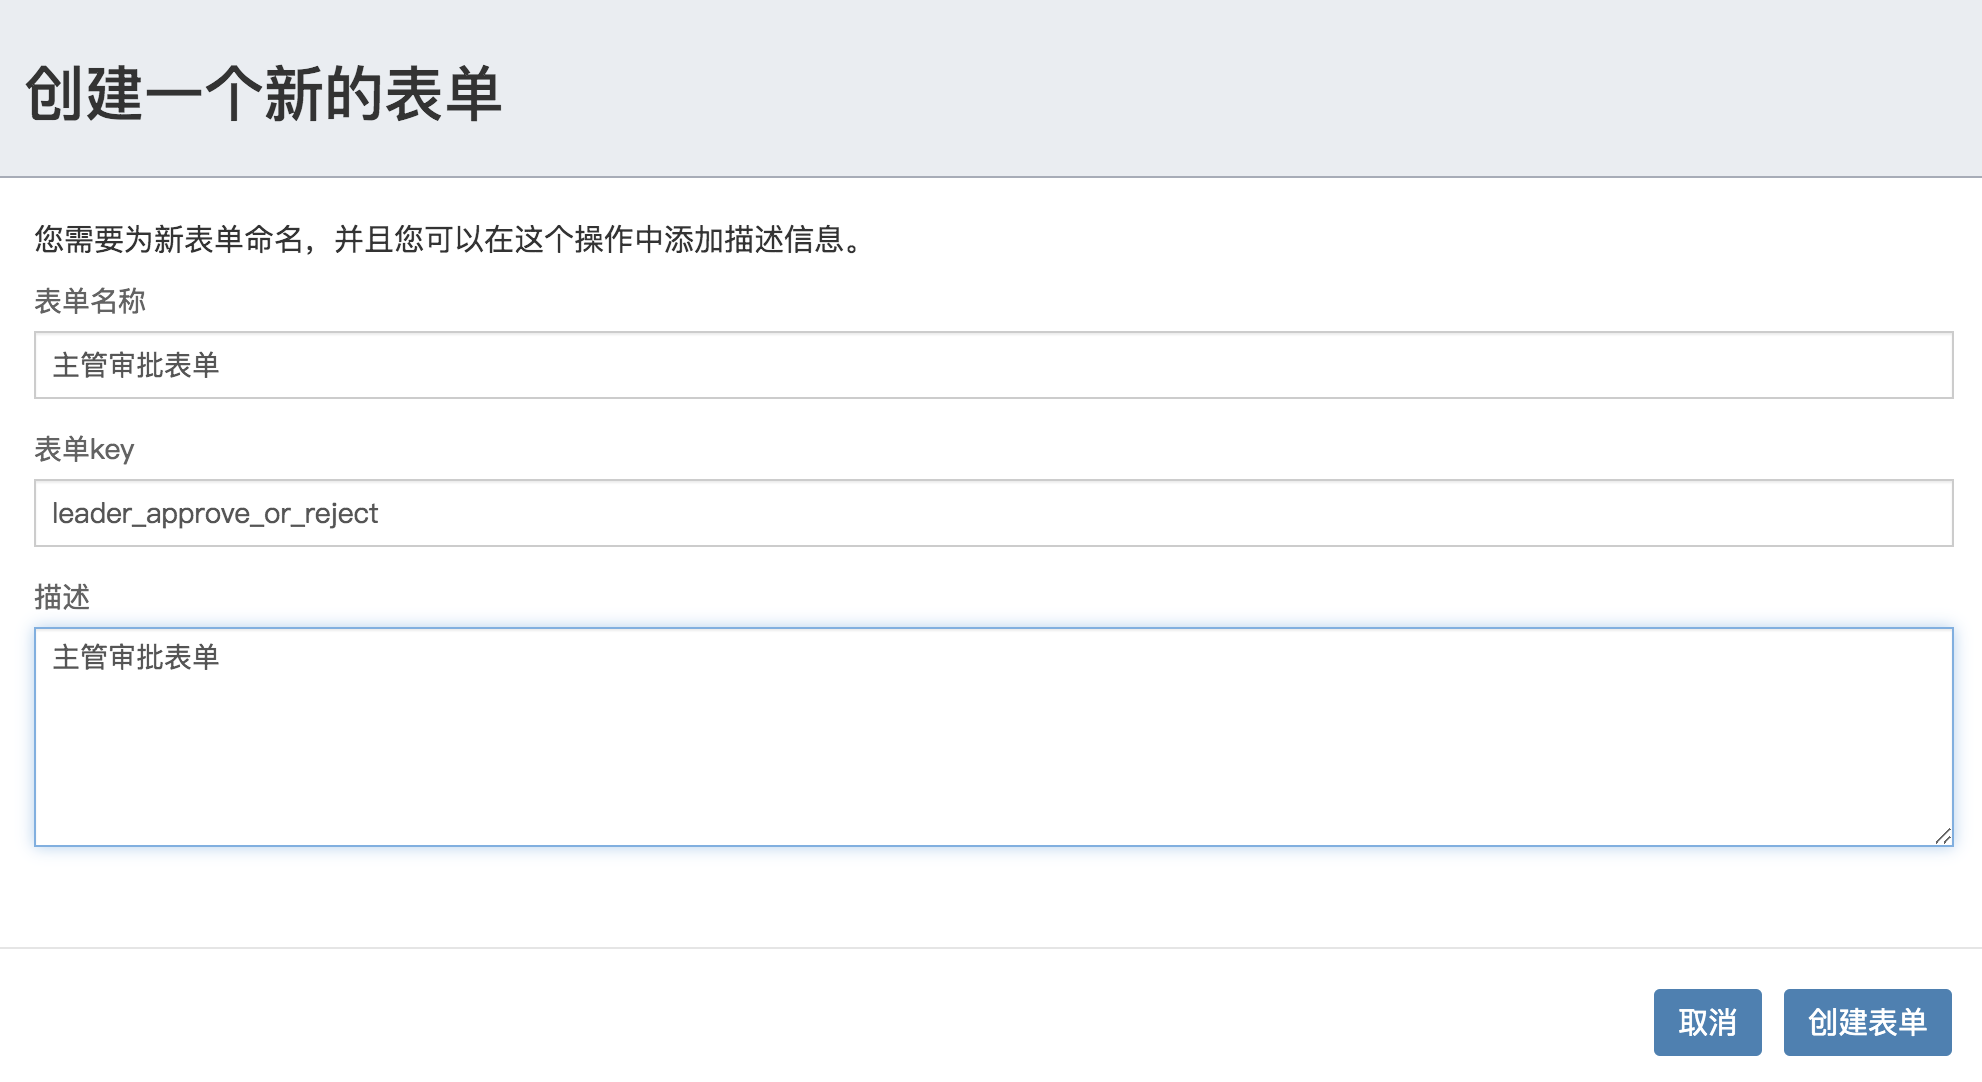 创建一个新的表单
您需要为新表单命名，并且您可以在这个操作中添加描述信息。
表单名称
主管审批表单
表单key
leader_approve_or_reject
描述
主管审批表单
取消 创建表单